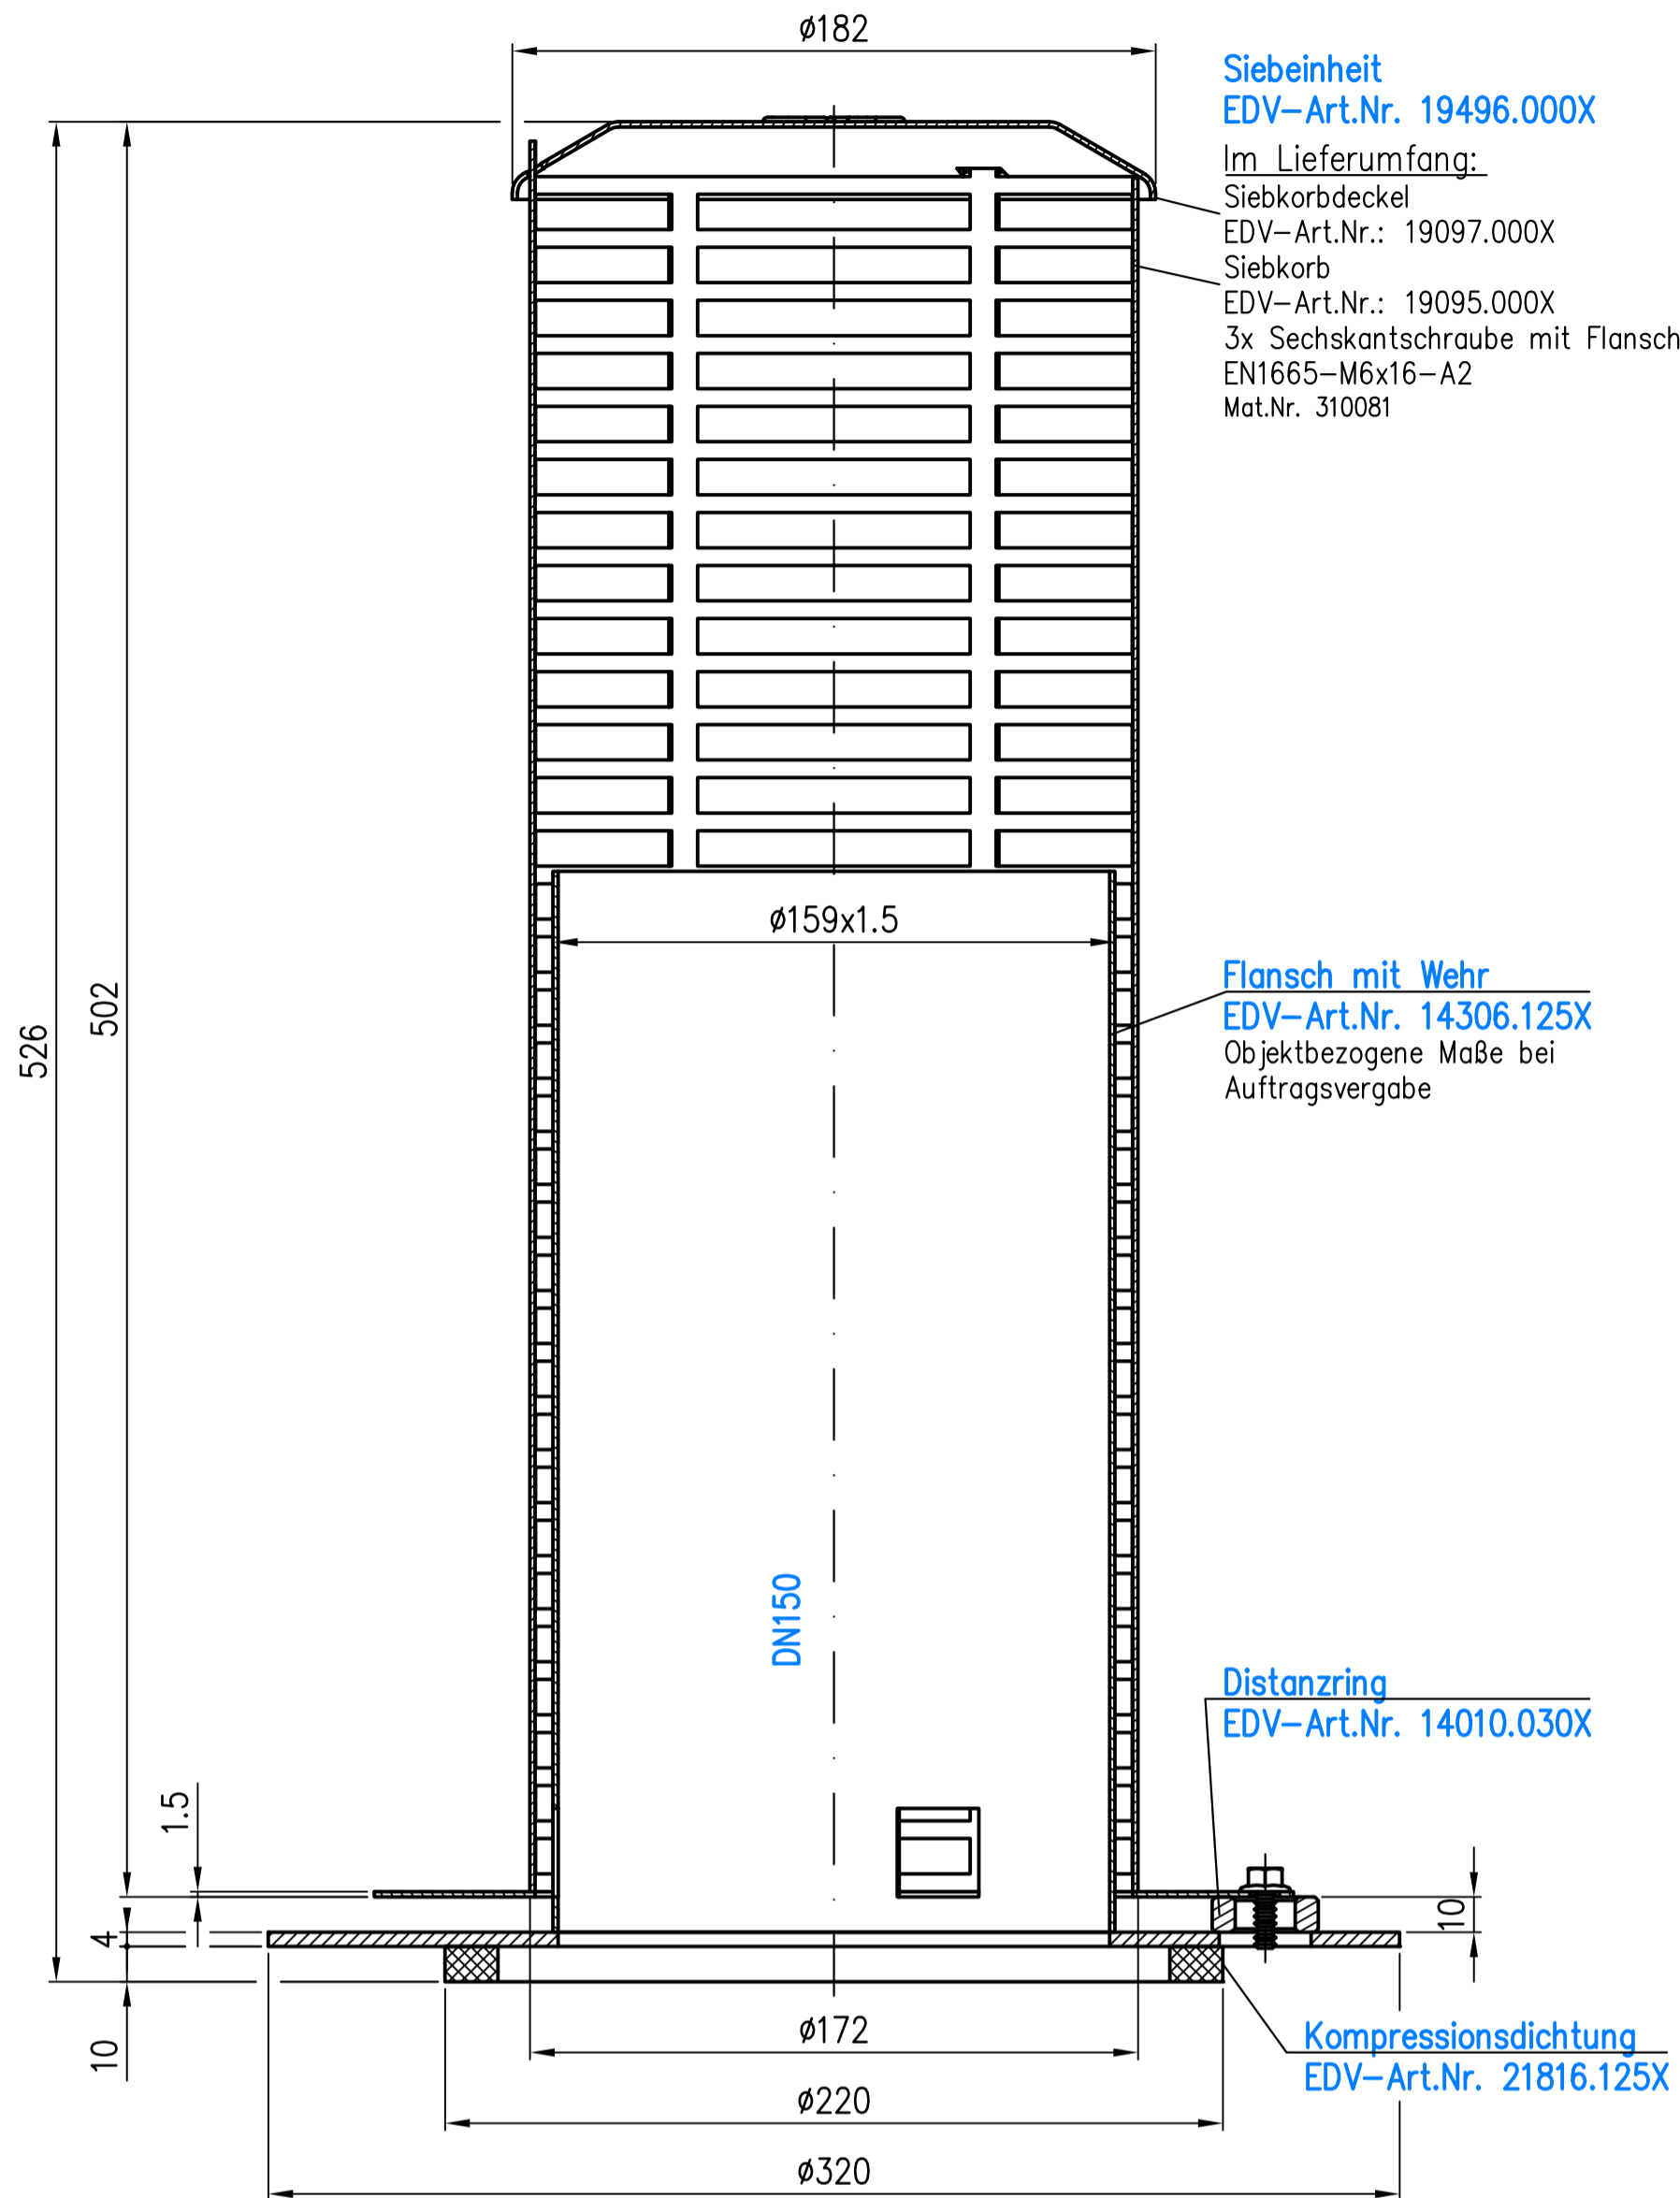 ø182
Siebeinheit
EDV-Art.Nr. 19496.000X
Im Lieferumfang:
Siebkorbdeckel
EDV-Art.Nr.: 19097.000X
Siebkorb
EDV-Art.Nr.: 19095.000X
3x Sechskantschraube mit Flansch
EN1665-M6x16-A2
Mat.Nr. 310081
ø159x1.5
Flansch mit Wehr
EDV-Art.Nr. 14306.125X
Objektbezogene Maße bei
Auftragsvergabe
502
526
DN150
Distanzring
EDV-Art.Nr. 14010.030X
1.5
10
4
10
ø172
Kompressionsdichtung
EDV-Art.Nr. 21816.125X
ø220
ø320